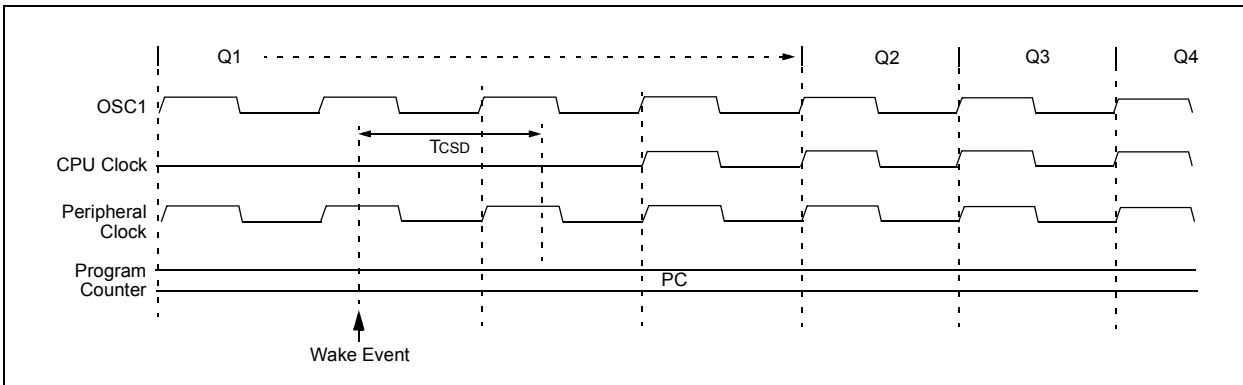 Q1 Q2 Q3 Q4
OSC1
TCSD
CPU Clock
Peripheral
Clock
Program
Counter
PC
Wake Event